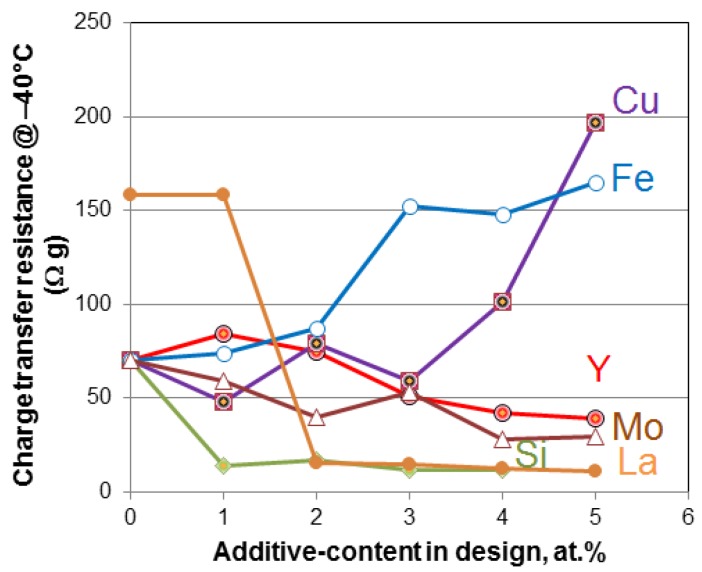 250
200
150
100
50
0
Charge transfer resistance @ –40°C
(Ω g)
Cu
Fe
Y
Mo
Si
La
0 1 2 3 4 5 6
Additive-content in design, at.%